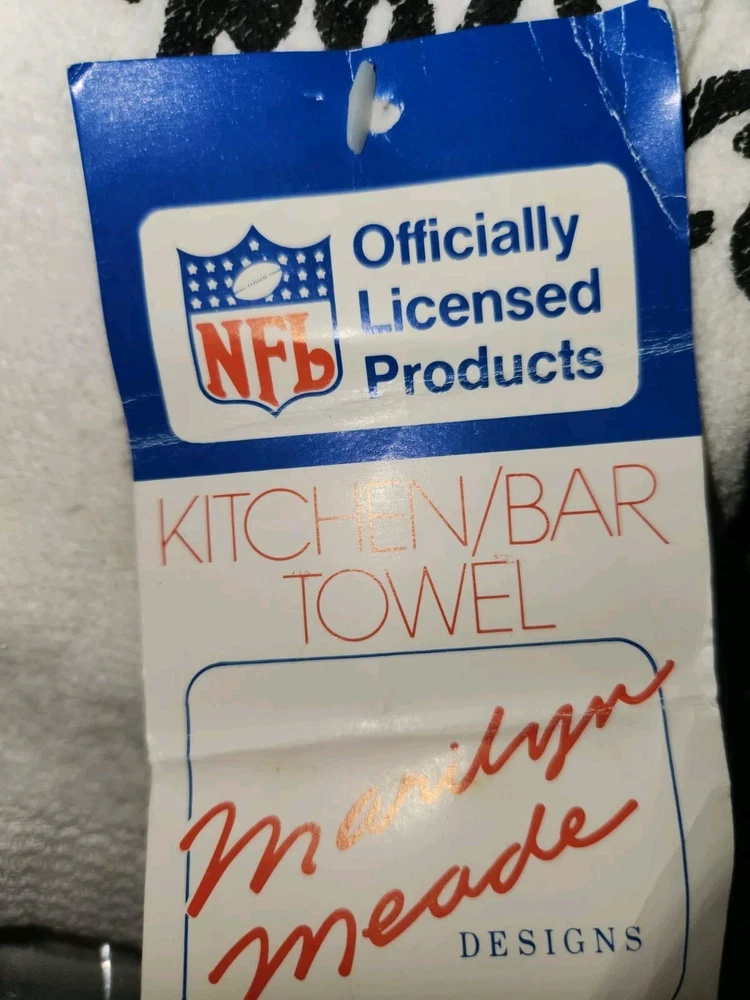 NFL
Officially
Licensed
Products
KITCHEN/BAR
TOWEL
Marilyn
Meade
DESIGNS